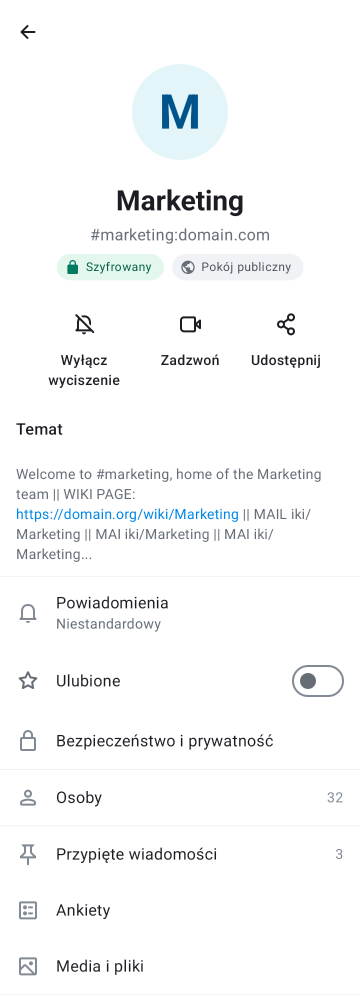 M
Marketing
#marketing:domain.com
Szyfrowany Pokój publiczny
Wyłącz wyciszenie
Zadzwoń
Udostępnij
Temat
Welcome to #marketing, home of the Marketing
team || WIKI PAGE:
https://domain.org/wiki/Marketing || MAIL iki/
Marketing || MAI iki/Marketing || MAI iki/
Marketing...
Powiadomienia
Niestandardowy
Ulubione
Bezpieczeństwo i prywatność
Osoby 32
Przypięte wiadomości 3
Ankiety
Media i pliki